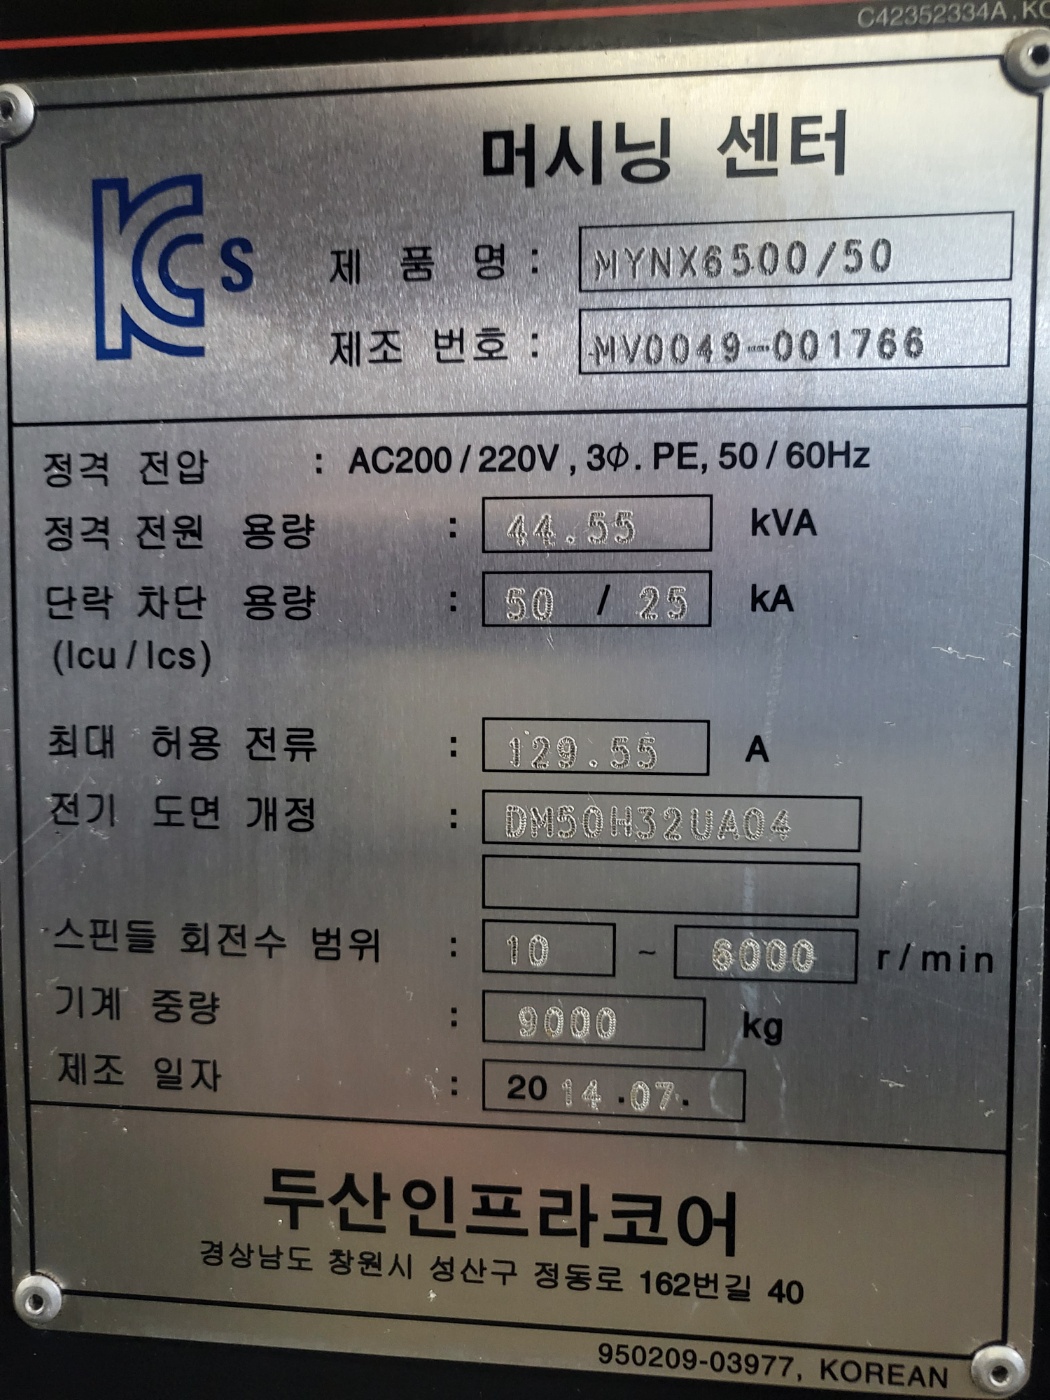 C42352334A, KO
머시닝 센터
KCs
제 품 명 : MYNX6500/50
제조 번호 : MV0049-001766
정격 전압 : AC200/220V, 3Φ. PE, 50/60Hz
정격 전원 용량 : 44.55 kVA
단락 차단 용량 : 50 / 25 kA
(Icu/Ics)
최대 허용 전류 : 129.55 A
전기 도면 개정 : DM50H32UA04
스핀들 회전수 범위 : 10 ~ 6000 r/min
기계 중량 : 9000 kg
제조 일자 : 2014.07.
두산인프라코어
경상남도 창원시 성산구 정동로 162번길 40
950209-03977, KOREAN